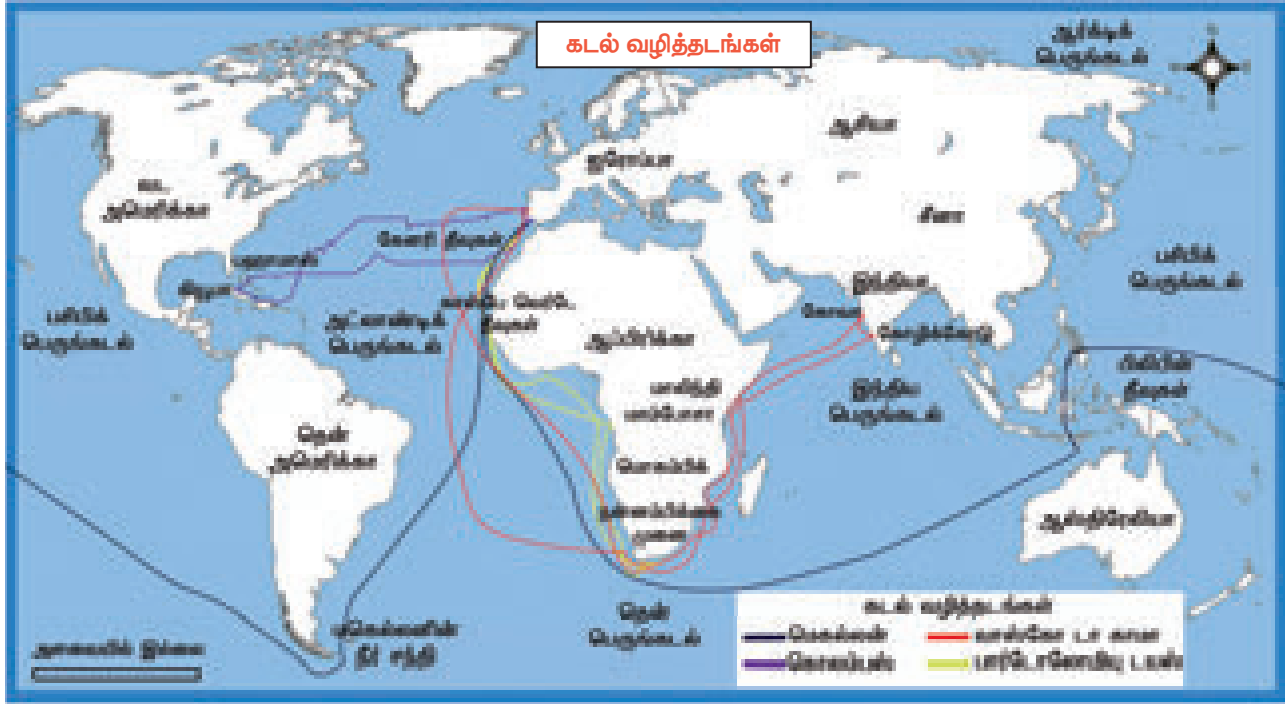 கடல் வழித்தடங்கள்
ஆர்க்டிக்
பெருங்கடல்
ஆசியா
ஐரோப்பா
வட
அமெரிக்கா
சீனா
கேனரி தீவுகள்
பஹாமாஸ்
கியூபா
பசிபிக்
பெருங்கடல்
இந்தியா
பசிபிக்
பெருங்கடல்
அட்லாண்டிக்
பெருங்கடல்
வெர்டே
தீவுகள்
கோவா
கோழிக்கோடு
ஆப்பிரிக்கா
மாலிந்தி
மாம்போசா
இந்திய
பெருங்கடல்
பிலிபின்
தீவுகள்
தென்
அமெரிக்கா
மொசம்பிக்
நன்னம்பிக்கை
முனை
ஆஸ்திரேலியா
தென்
பெருங்கடல்
மெகல்லனின்
நீர் சந்தி
அளவையில் இல்லை
கடல் வழித்தடங்கள்
மெகல்லன்
வாஸ்கோ டா காமா
கொலம்பஸ்
பார்டோலோமியு டயஸ்